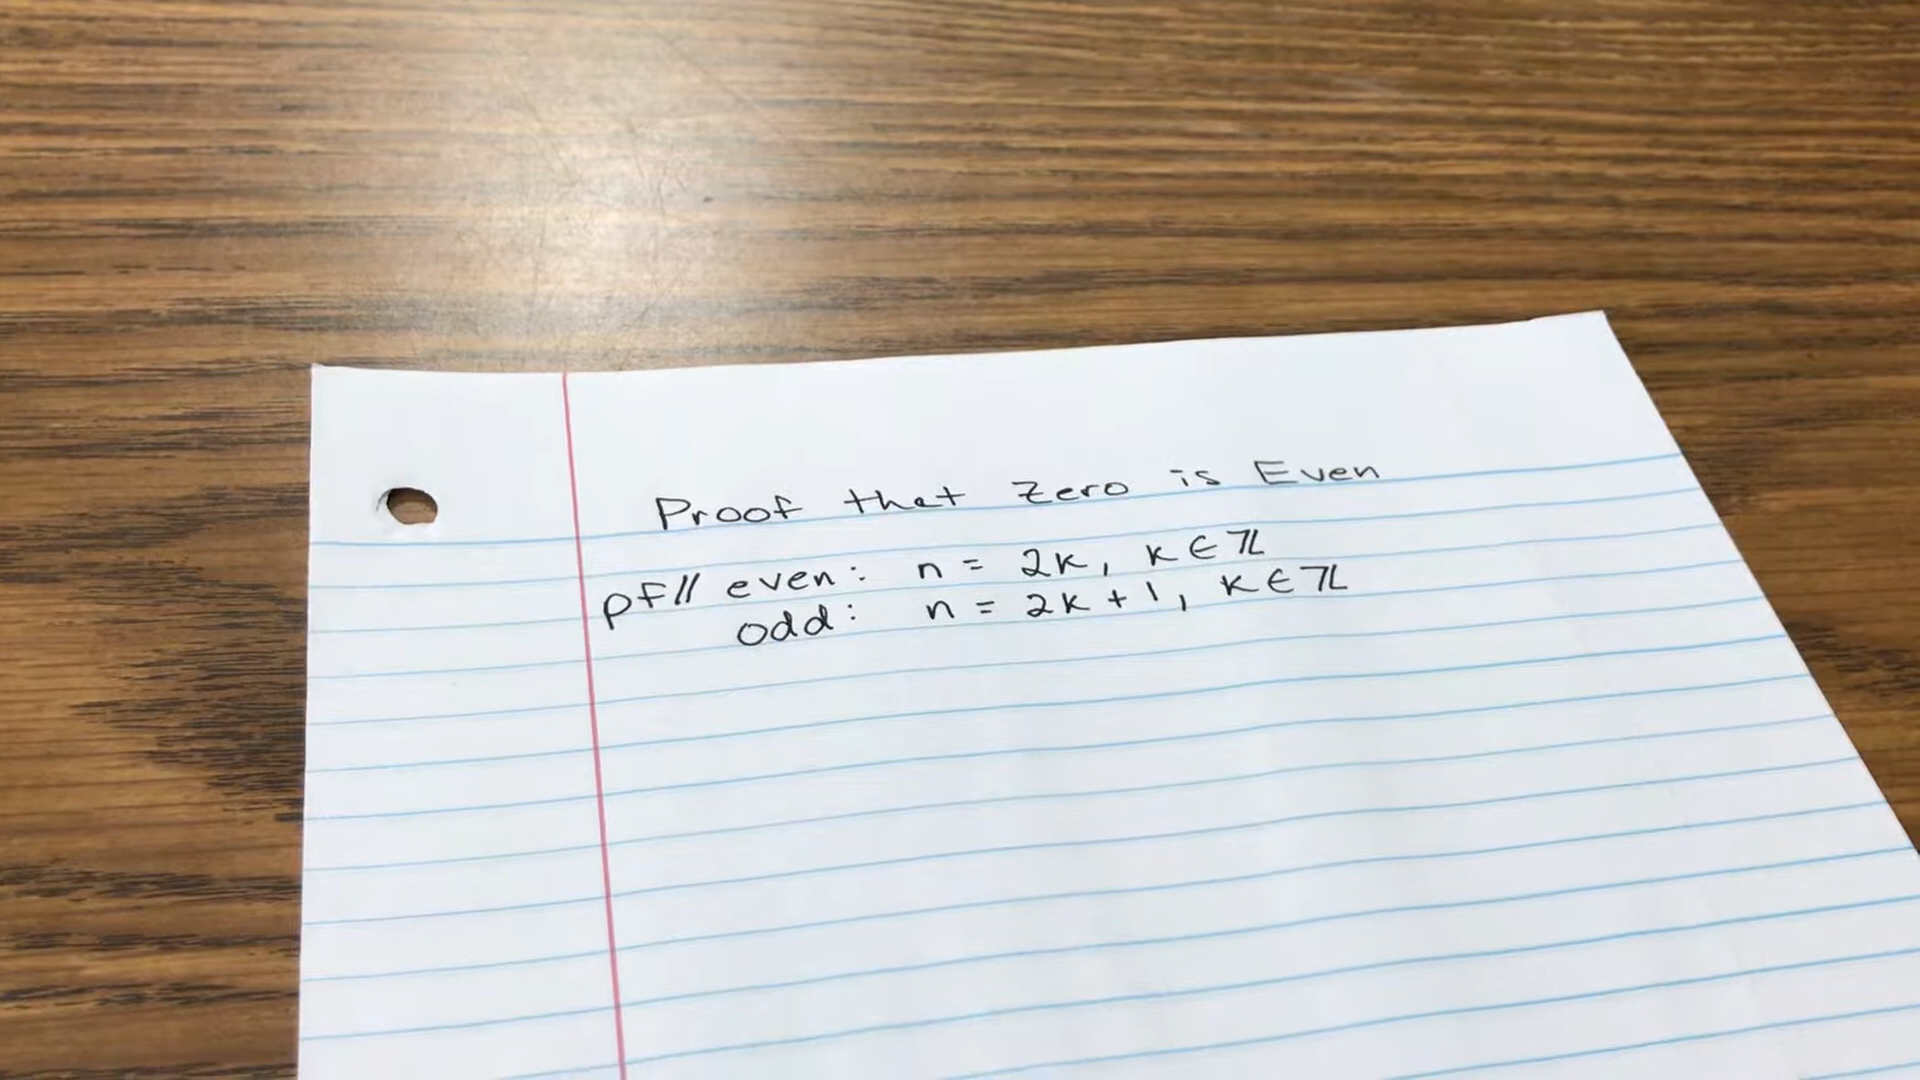 Proof that Zero is Even
pf// even: n = 2k, k ∈ ℤ
odd: n = 2k + 1, k ∈ ℤ